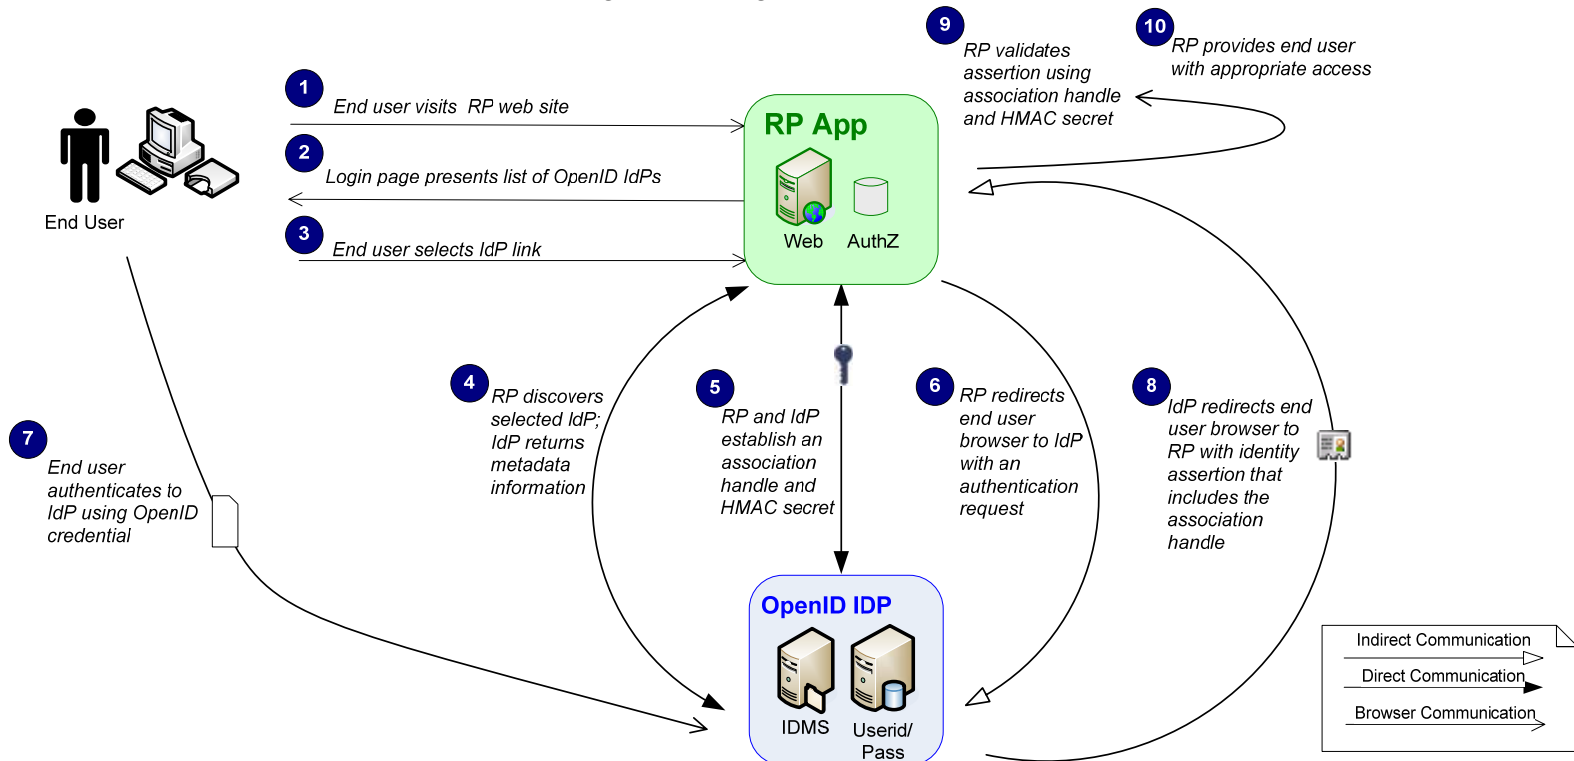 1
End user visits RP web site
2
Login page presents list of OpenID IdPs
3
End user selects IdP link
End User
RP App
Web
AuthZ
9
RP validates
assertion using
association handle
and HMAC secret
10
RP provides end user
with appropriate access
4
RP discovers
selected IdP;
IdP returns
metadata
information
5
RP and IdP
establish an
association
handle and
HMAC secret
6
RP redirects
end user
browser to IdP
with an
authentication
request
8
IdP redirects end
user browser to
RP with identity
assertion that
includes the
association
handle
7
End user
authenticates to
IdP using OpenID
credential
OpenID IDP
IDMS
Userid/
Pass
Indirect Communication
Direct Communication
Browser Communication